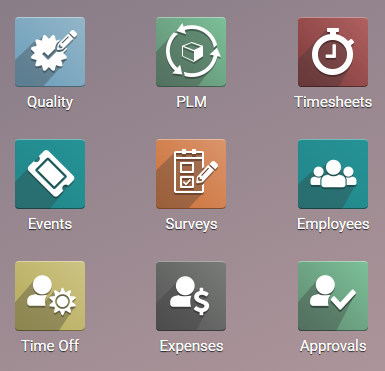 Quality
PLM
Timesheets
Events
Surveys
Employees
Time Off
Expenses
Approvals